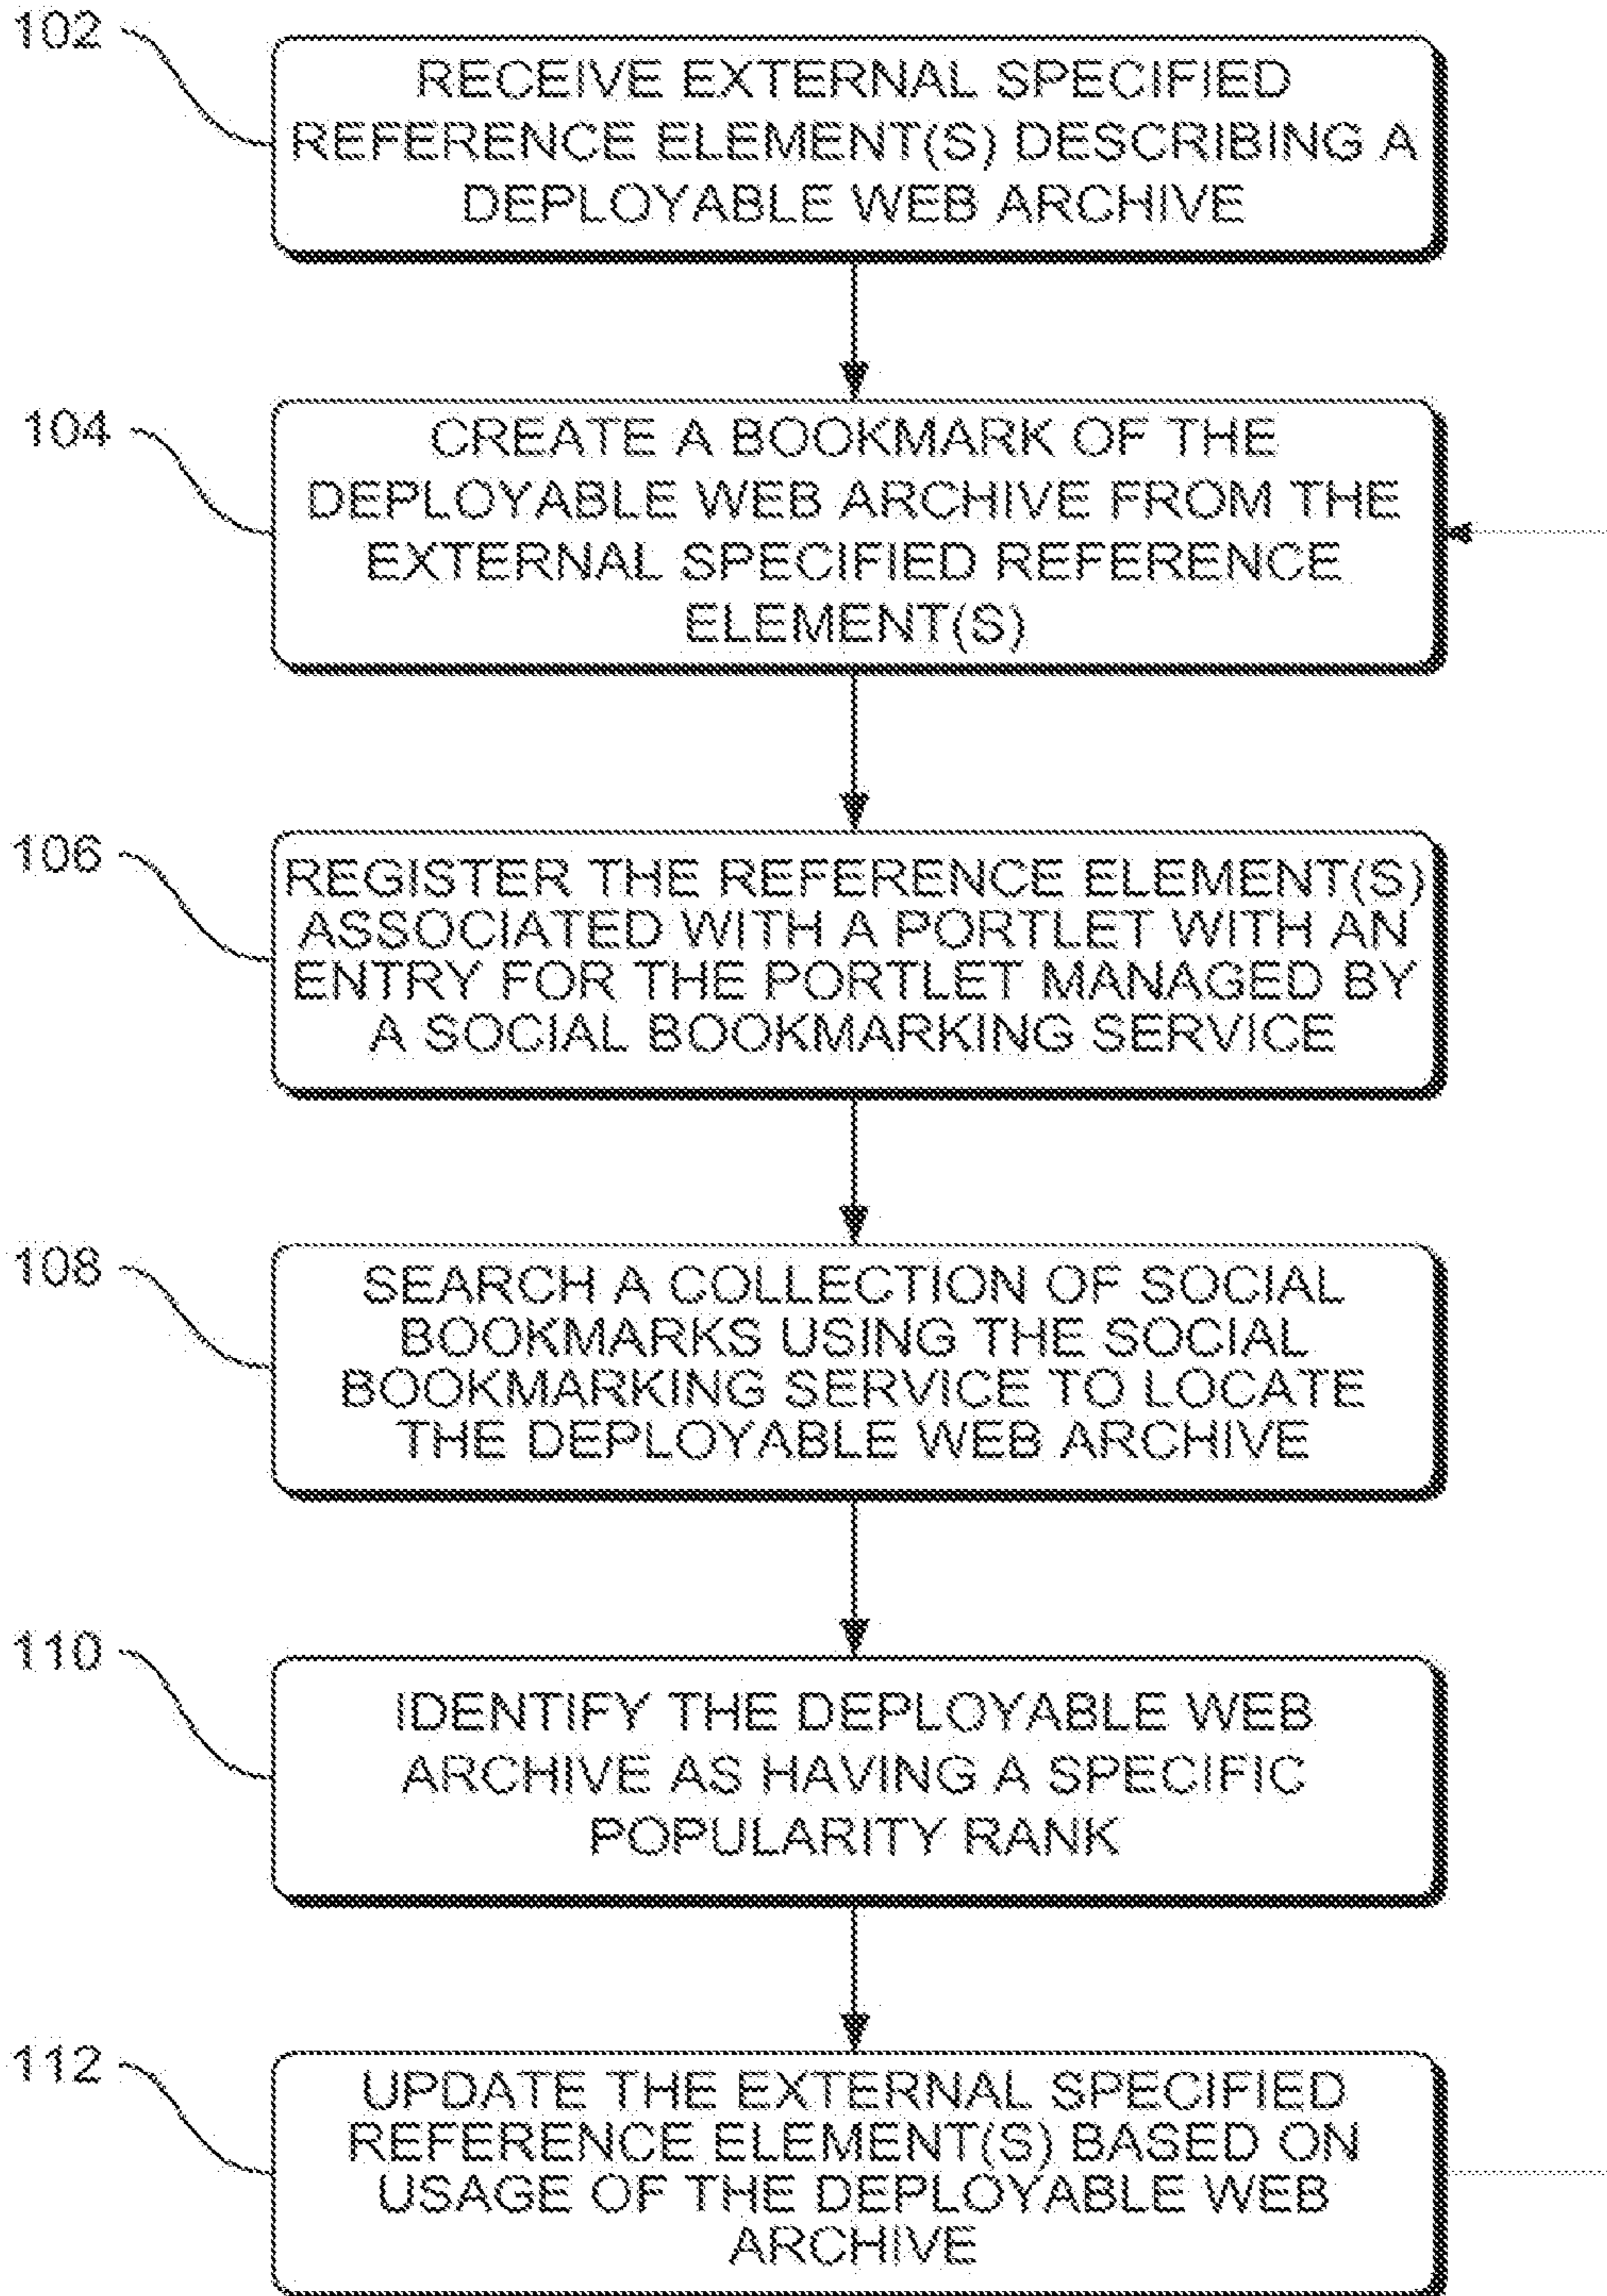 102
RECEIVE EXTERNAL SPECIFIED
REFERENCE ELEMENT(S) DESCRIBING A
DEPLOYABLE WEB ARCHIVE
104
CREATE A BOOKMARK OF THE
DEPLOYABLE WEB ARCHIVE FROM THE
EXTERNAL SPECIFIED REFERENCE
ELEMENT(S)
106
REGISTER THE REFERENCE ELEMENT(S)
ASSOCIATED WITH A PORTLET WITH AN
ENTRY FOR THE PORTLET MANAGED BY
A SOCIAL BOOKMARKING SERVICE
108
SEARCH A COLLECTION OF SOCIAL
BOOKMARKS USING THE SOCIAL
BOOKMARKING SERVICE TO LOCATE
THE DEPLOYABLE WEB ARCHIVE
110
IDENTIFY THE DEPLOYABLE WEB
ARCHIVE AS HAVING A SPECIFIC
POPULARITY RANK
112
UPDATE THE EXTERNAL SPECIFIED
REFERENCE ELEMENT(S) BASED ON
USAGE OF THE DEPLOYABLE WEB
ARCHIVE